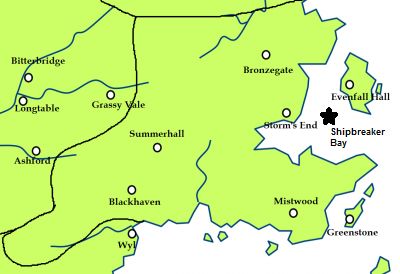 Bitterbridge
Bronzegate
Longtable
Grassy Vale
Evenfall Hall
Storm's End
Shipbreaker
Bay
Summerhall
Ashford
Blackhaven
Mistwood
Greenstone
Wyl